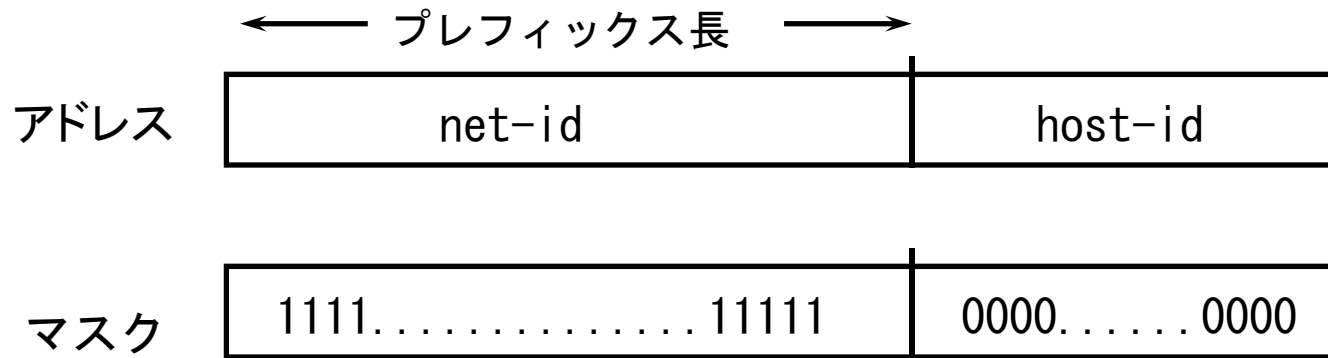 プレフィックス長
アドレス net-id host-id
マスク 1111..............11111 0000......0000